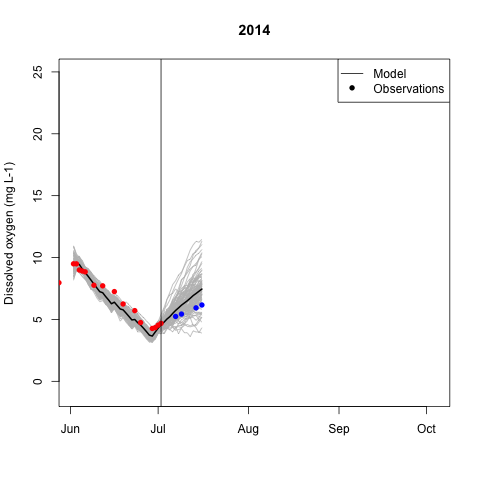 2014
Dissolved oxygen (mg L-1)
25
20
15
10
5
0
Model
Observations
Jun
Jul
Aug
Sep
Oct